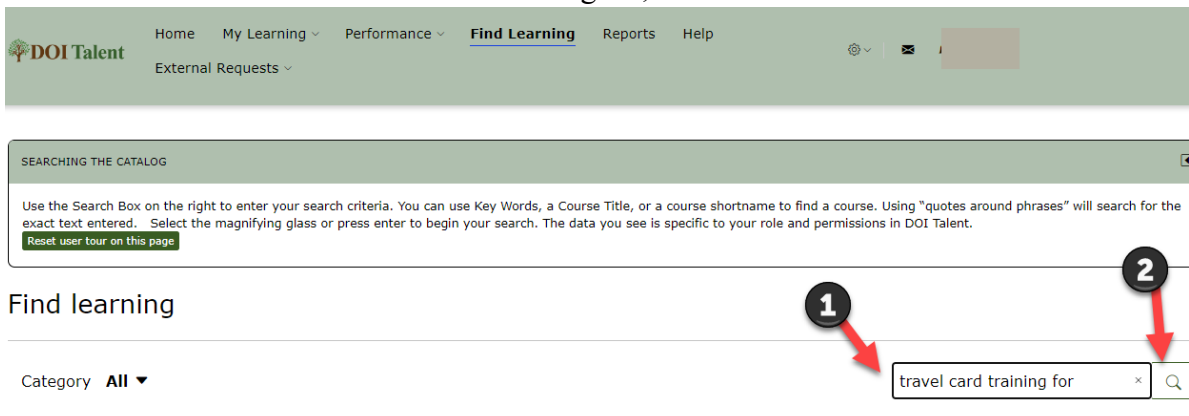 DOI Talent
Home My Learning Performance Find Learning Reports Help
External Requests
SEARCHING THE CATALOG
Use the Search Box on the right to enter your search criteria. You can use Key Words, a Course Title, or a course shortname to find a course. Using "quotes around phrases" will search for the
exact text entered. Select the magnifying glass or press enter to begin your search. The data you see is specific to your role and permissions in DOI Talent.
Reset user tour on this page
Find learning
1
2
Category All
travel card training for ×